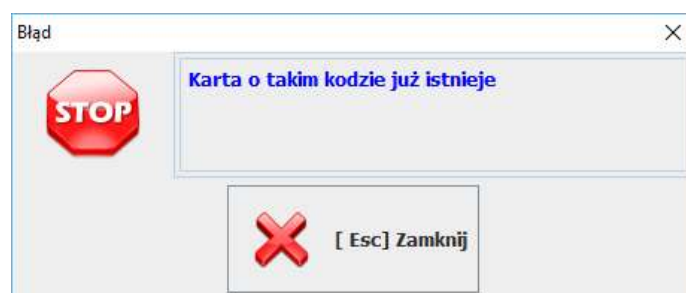 Błąd
STOP
Karta o takim kodzie już istnieje
[ Esc] Zamknij